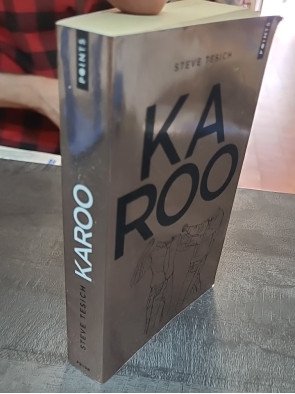 POINTS
STEVE TESICH
KA
ROO
POINTS
KAROO
STEVE TESICH